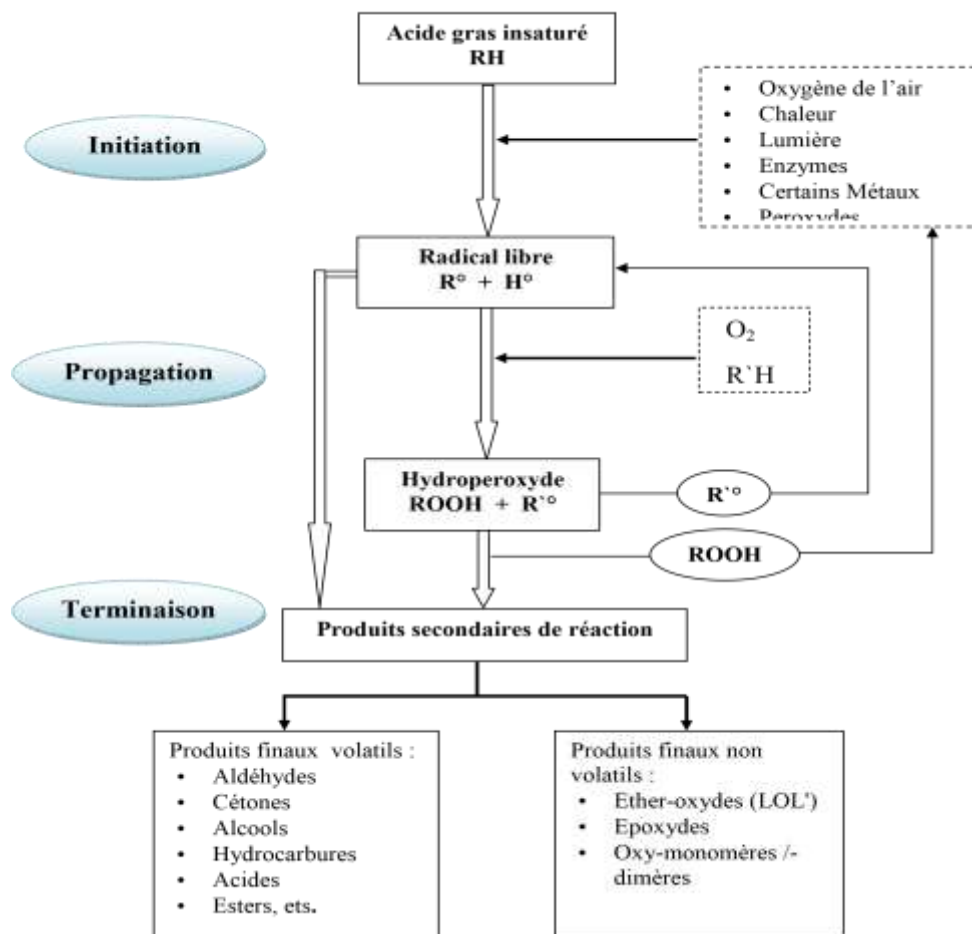 Acide gras insaturé
RH
• Oxygène de l'air
• Chaleur
• Lumière
• Enzymes
• Certains Métaux
• Peroxydes
Initiation
Radical libre
R° + H°
O₂
R`H
Propagation
Hydroperoxyde
ROOH + R`°
R`°
ROOH
Terminaison
Produits secondaires de réaction
Produits finaux volatils :
• Aldéhydes
• Cétones
• Alcools
• Hydrocarbures
• Acides
• Esters, ets.
Produits finaux non
volatils :
• Ether-oxydes (LOL')
• Epoxydes
• Oxy-monomères /-
dimères